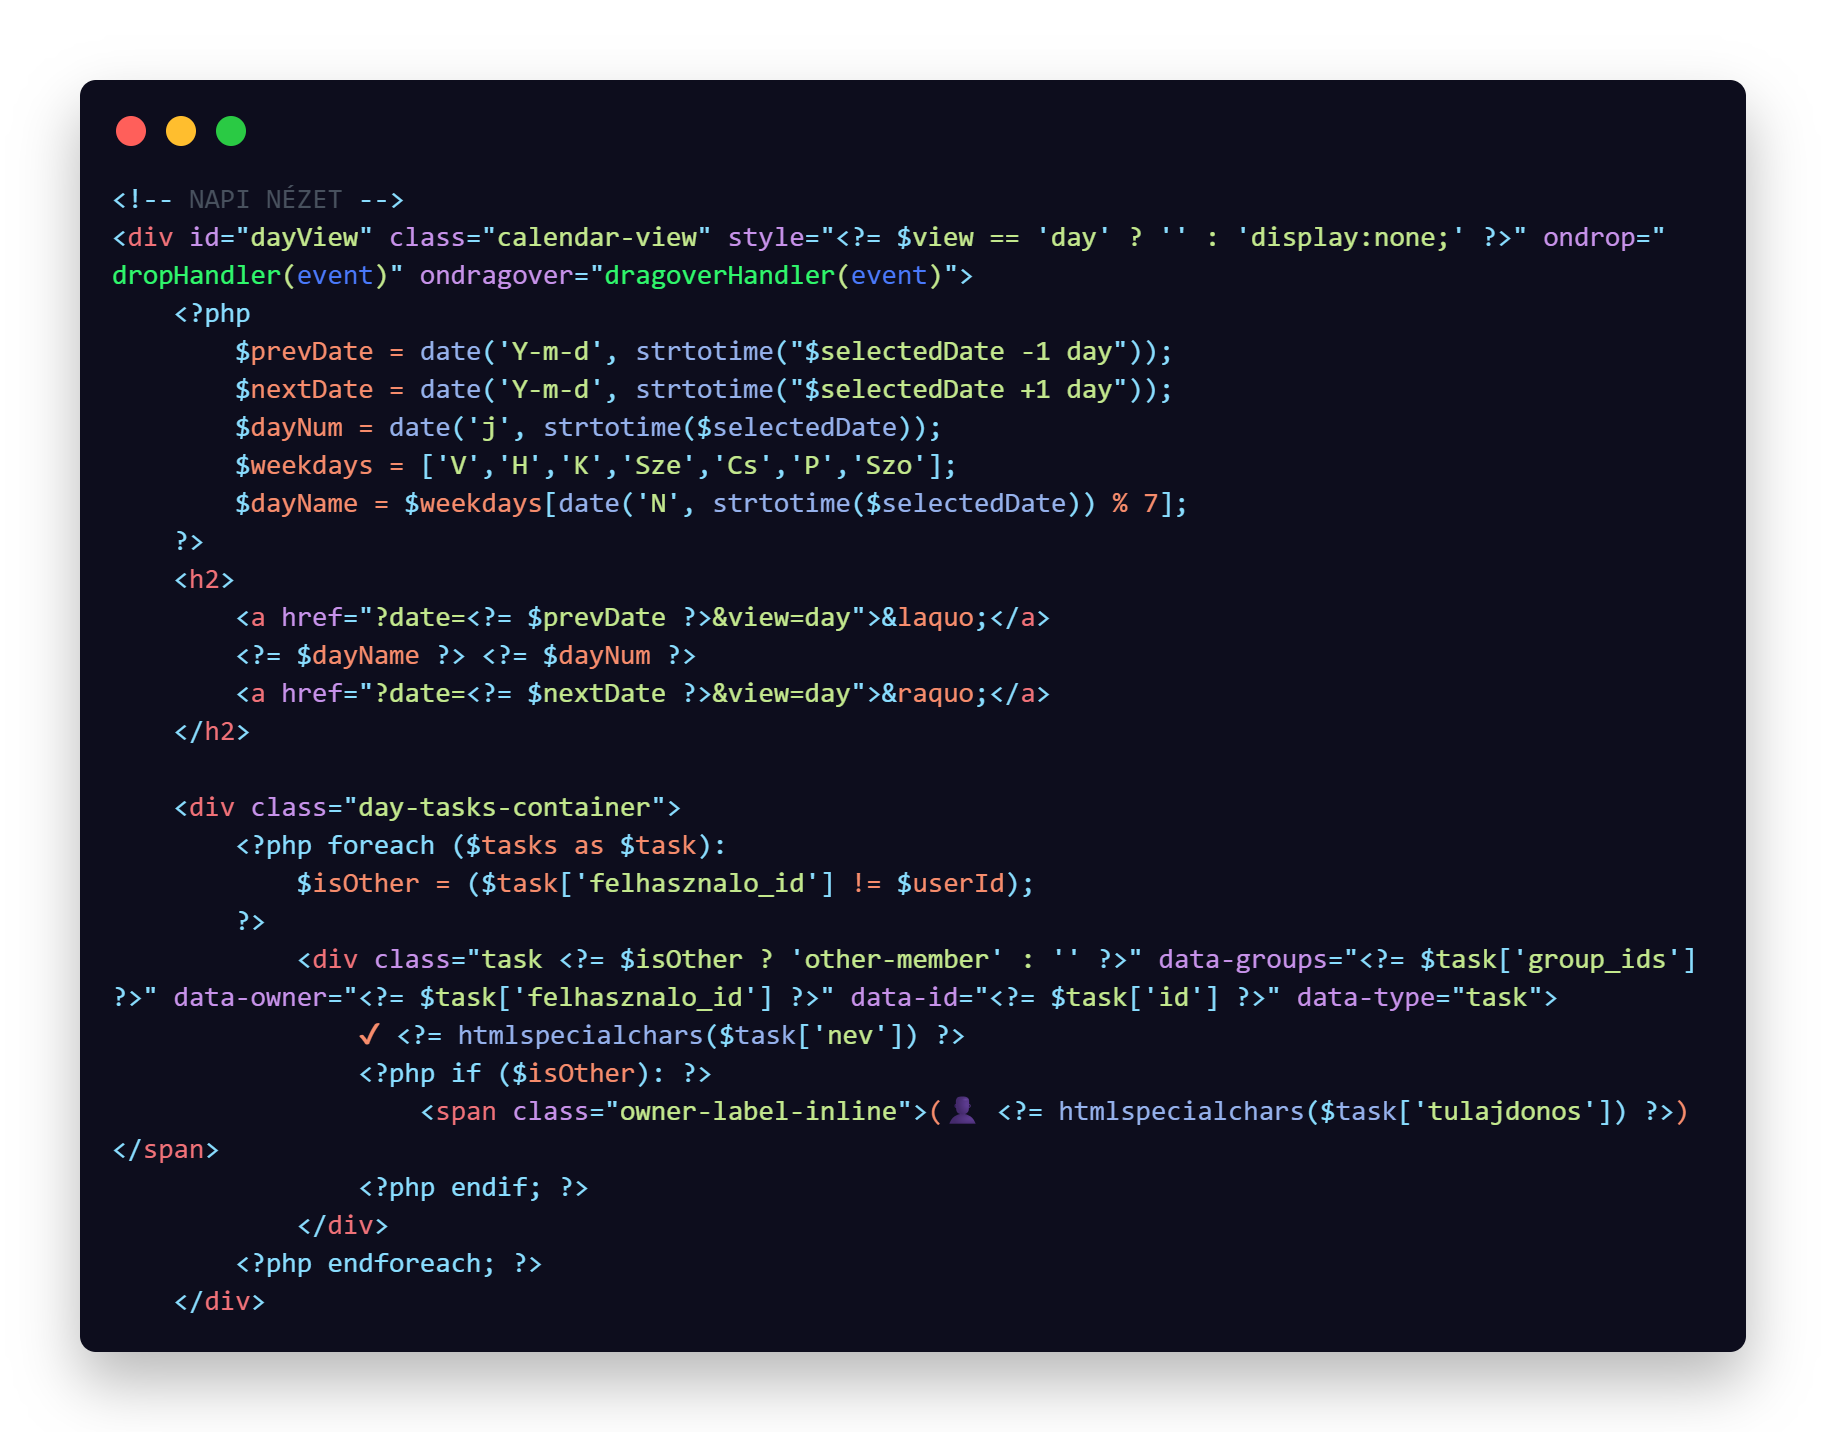 <!-- NAPI NÉZET -->
<div id="dayView" class="calendar-view" style="<?= $view == 'day' ? '' : 'display:none;' ?>" ondrop="
dropHandler(event)" ondragover="dragoverHandler(event)">
    <?php
        $prevDate = date('Y-m-d', strtotime("$selectedDate -1 day"));
        $nextDate = date('Y-m-d', strtotime("$selectedDate +1 day"));
        $dayNum = date('j', strtotime($selectedDate));
        $weekdays = ['V','H','K','Sze','Cs','P','Szo'];
        $dayName = $weekdays[date('N', strtotime($selectedDate)) % 7];
    ?>
    <h2>
        <a href="?date=<?= $prevDate ?>&view=day">&laquo;</a>
        <?= $dayName ?> <?= $dayNum ?>
        <a href="?date=<?= $nextDate ?>&view=day">&raquo;</a>
    </h2>

    <div class="day-tasks-container">
        <?php foreach ($tasks as $task):
            $isOther = ($task['felhasznalo_id'] != $userId);
        ?>
            <div class="task <?= $isOther ? 'other-member' : '' ?>" data-groups="<?= $task['group_ids']
?>" data-owner="<?= $task['felhasznalo_id'] ?>" data-id="<?= $task['id'] ?>" data-type="task">
                ✓ <?= htmlspecialchars($task['nev']) ?>
                <?php if ($isOther): ?>
                    <span class="owner-label-inline">(👤 <?= htmlspecialchars($task['tulajdonos']) ?>)
</span>
                <?php endif; ?>
            </div>
        <?php endforeach; ?>
    </div>